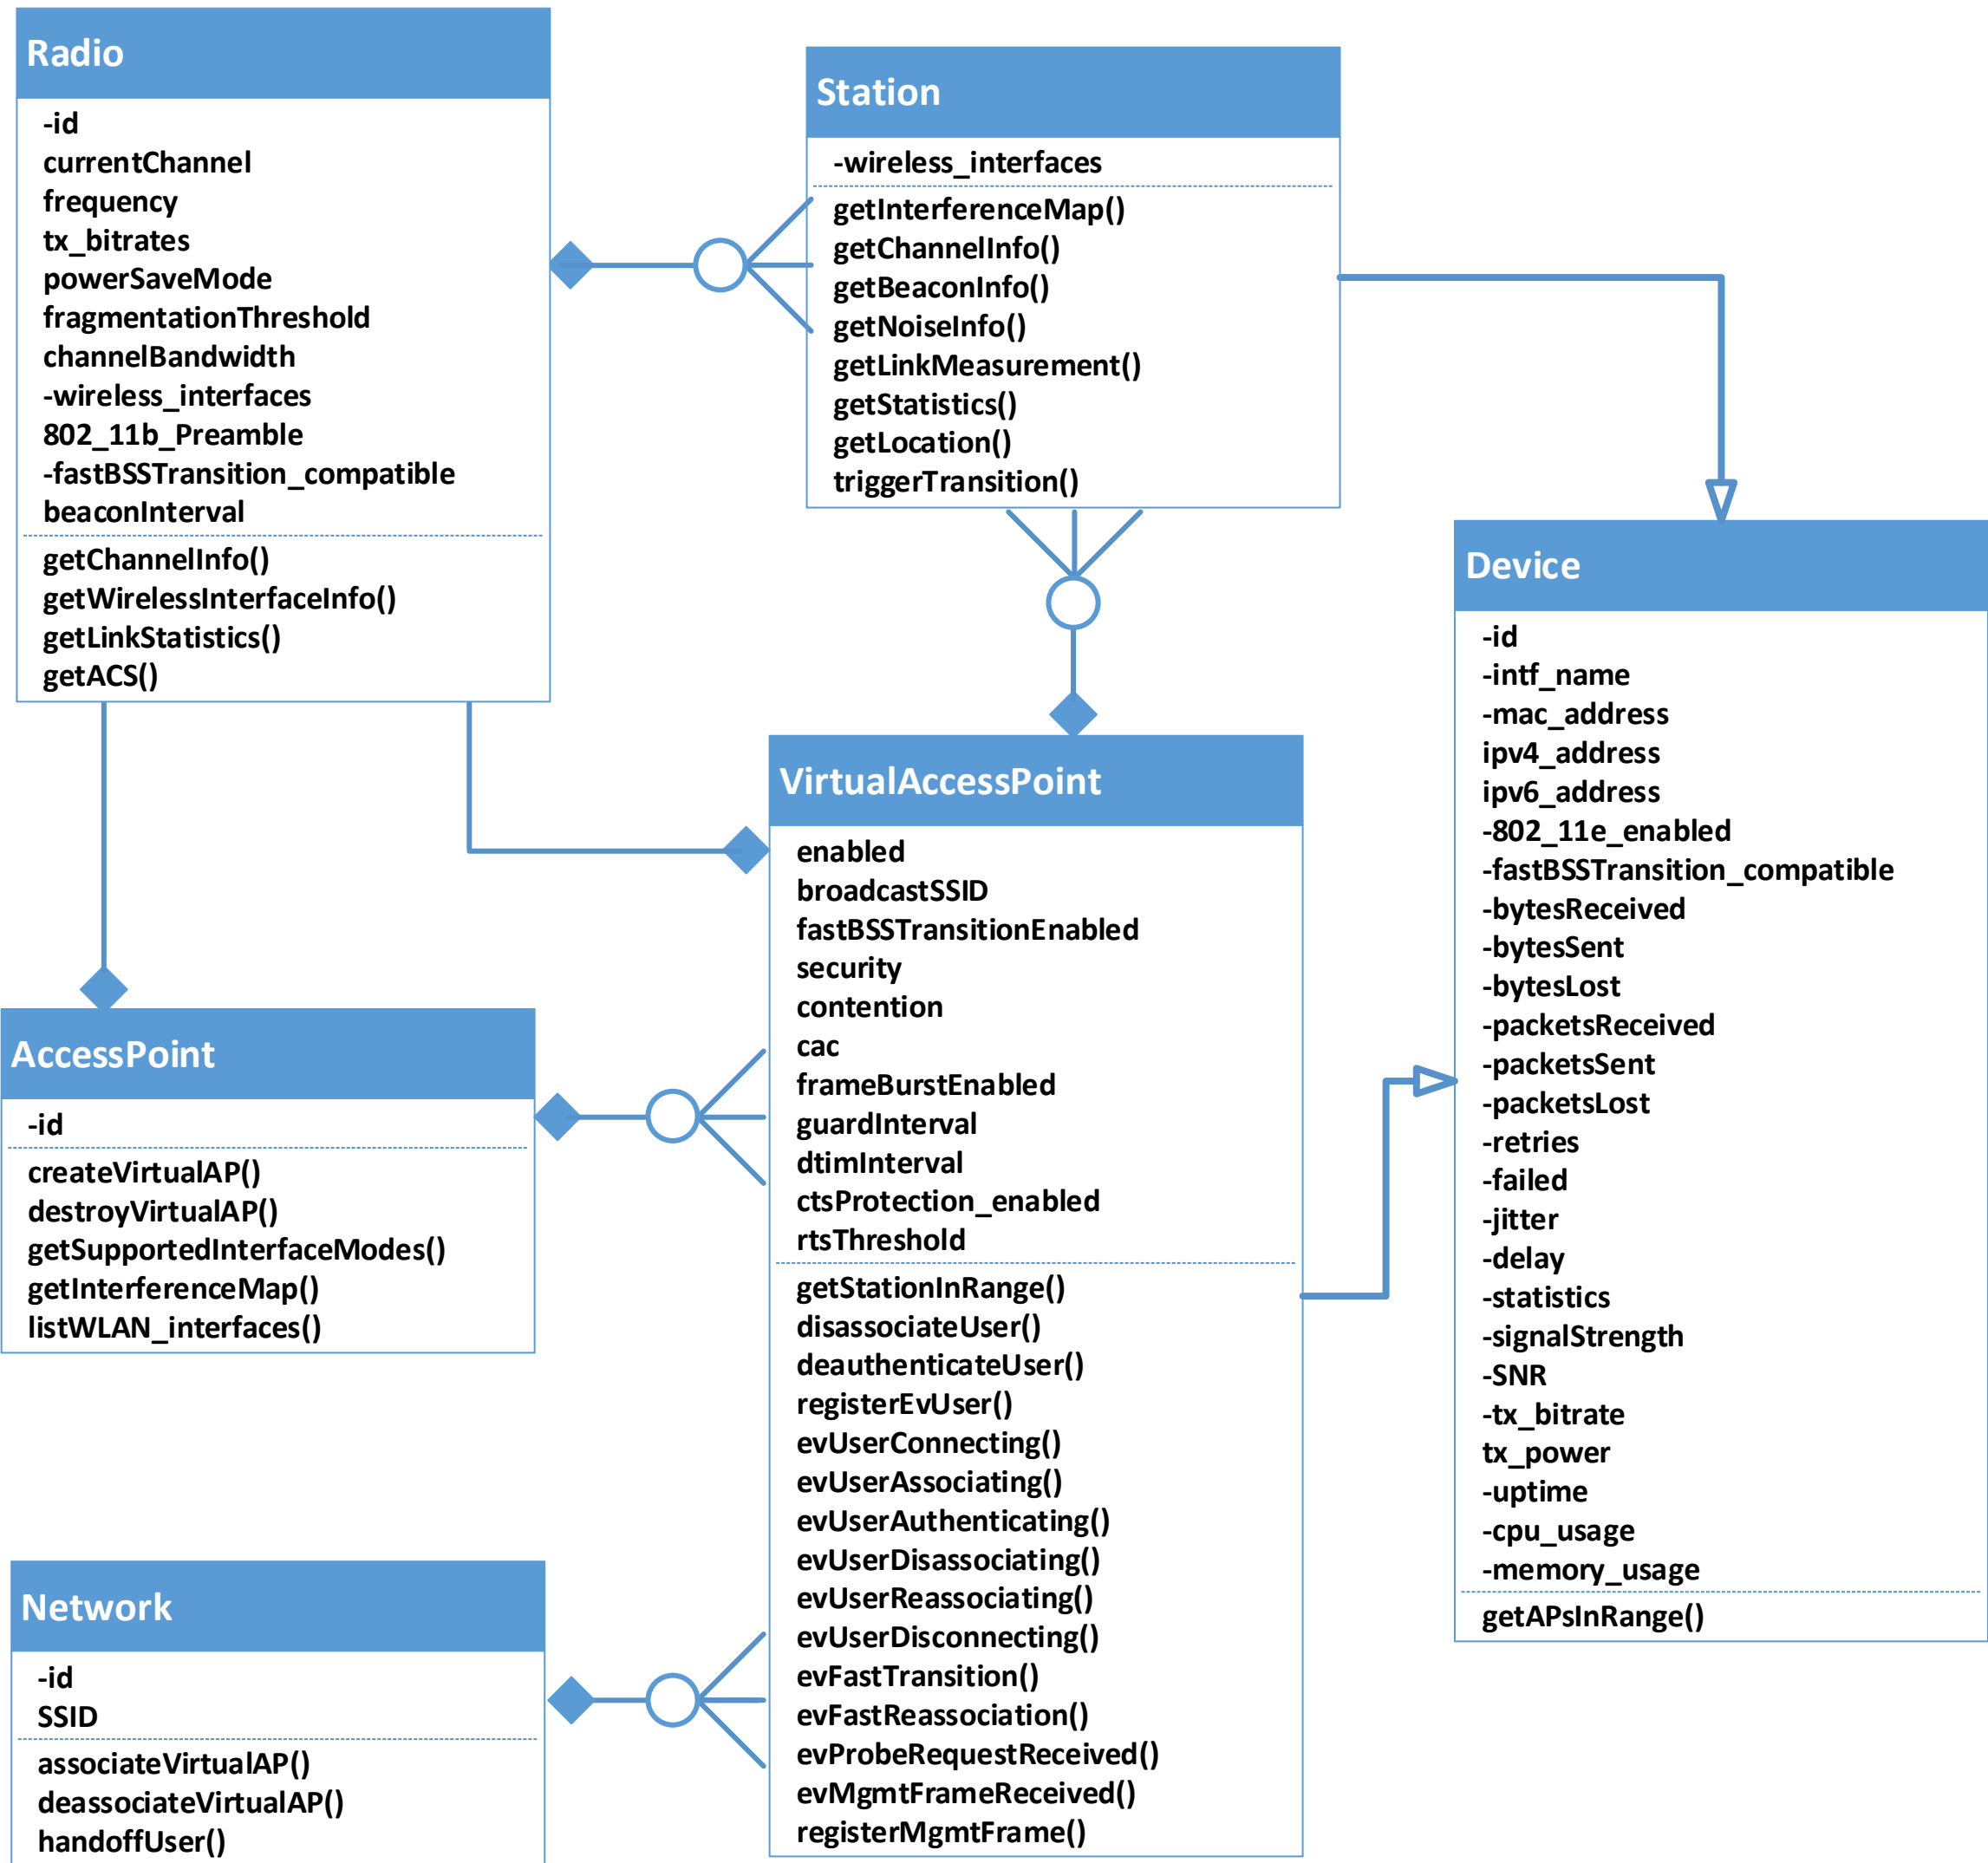 Radio
-id
currentChannel
frequency
tx_bitrates
powerSaveMode
fragmentationThreshold
channelBandwidth
-wireless_interfaces
802_11b_Preamble
-fastBSSTransition_compatible
beaconInterval
getChannelInfo()
getWirelessInterfaceInfo()
getLinkStatistics()
getACS()
Station
-wireless_interfaces
getInterferenceMap()
getChannelInfo()
getBeaconInfo()
getNoiseInfo()
getLinkMeasurement()
getStatistics()
getLocation()
triggerTransition()
Device
-id
-intf_name
-mac_address
ipv4_address
ipv6_address
-802_11e_enabled
-fastBSSTransition_compatible
-bytesReceived
-bytesSent
-bytesLost
-packetsReceived
-packetsSent
-packetsLost
-retries
-failed
-jitter
-delay
-statistics
-signalStrength
-SNR
-tx_bitrate
tx_power
-uptime
-cpu_usage
-memory_usage
getAPsInRange()
VirtualAccessPoint
enabled
broadcastSSID
fastBSSTransitionEnabled
security
contention
cac
frameBurstEnabled
guardInterval
dtimInterval
ctsProtection_enabled
rtsThreshold
getStationInRange()
disassociateUser()
deauthenticateUser()
registerEvUser()
evUserConnecting()
evUserAssociating()
evUserAuthenticating()
evUserDisassociating()
evUserReassociating()
evUserDisconnecting()
evFastTransition()
evFastReassociation()
evProbeRequestReceived()
evMgmtFrameReceived()
registerMgmtFrame()
AccessPoint
-id
createVirtualAP()
destroyVirtualAP()
getSupportedInterfaceModes()
getInterferenceMap()
listWLAN_interfaces()
Network
-id
SSID
associateVirtualAP()
deassociateVirtualAP()
handoffUser()